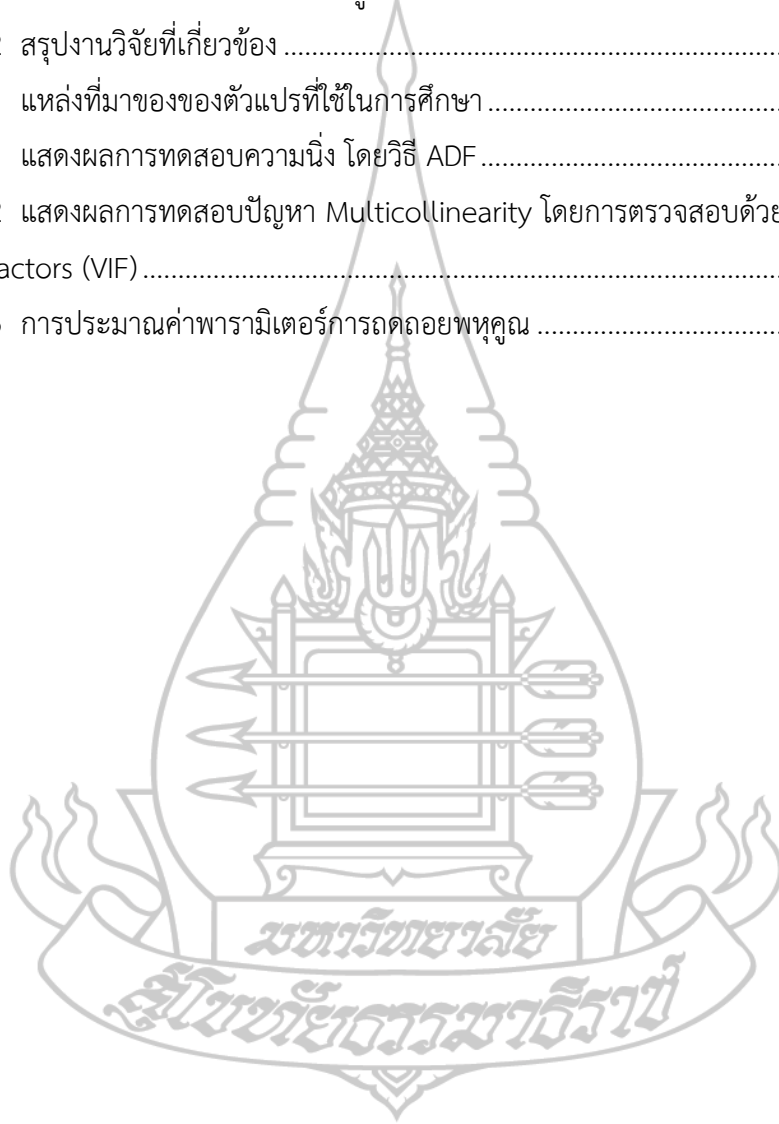 สรุปงานวิจัยที่เกี่ยวข้อง ........................................................................
แหล่งที่มาของของตัวแปรที่ใช้ในการศึกษา ..........................................
แสดงผลการทดสอบความนิ่ง โดยวิธี ADF ...........................................
แสดงผลการทดสอบปัญหา Multicollinearity โดยการตรวจสอบด้วย
actors (VIF) ..........................................................................................
การประมาณค่าพารามิเตอร์การถดถอยพหุคูณ ...................................
มหาวิทยาลัย
สุโขทัยธรรมาธิราช